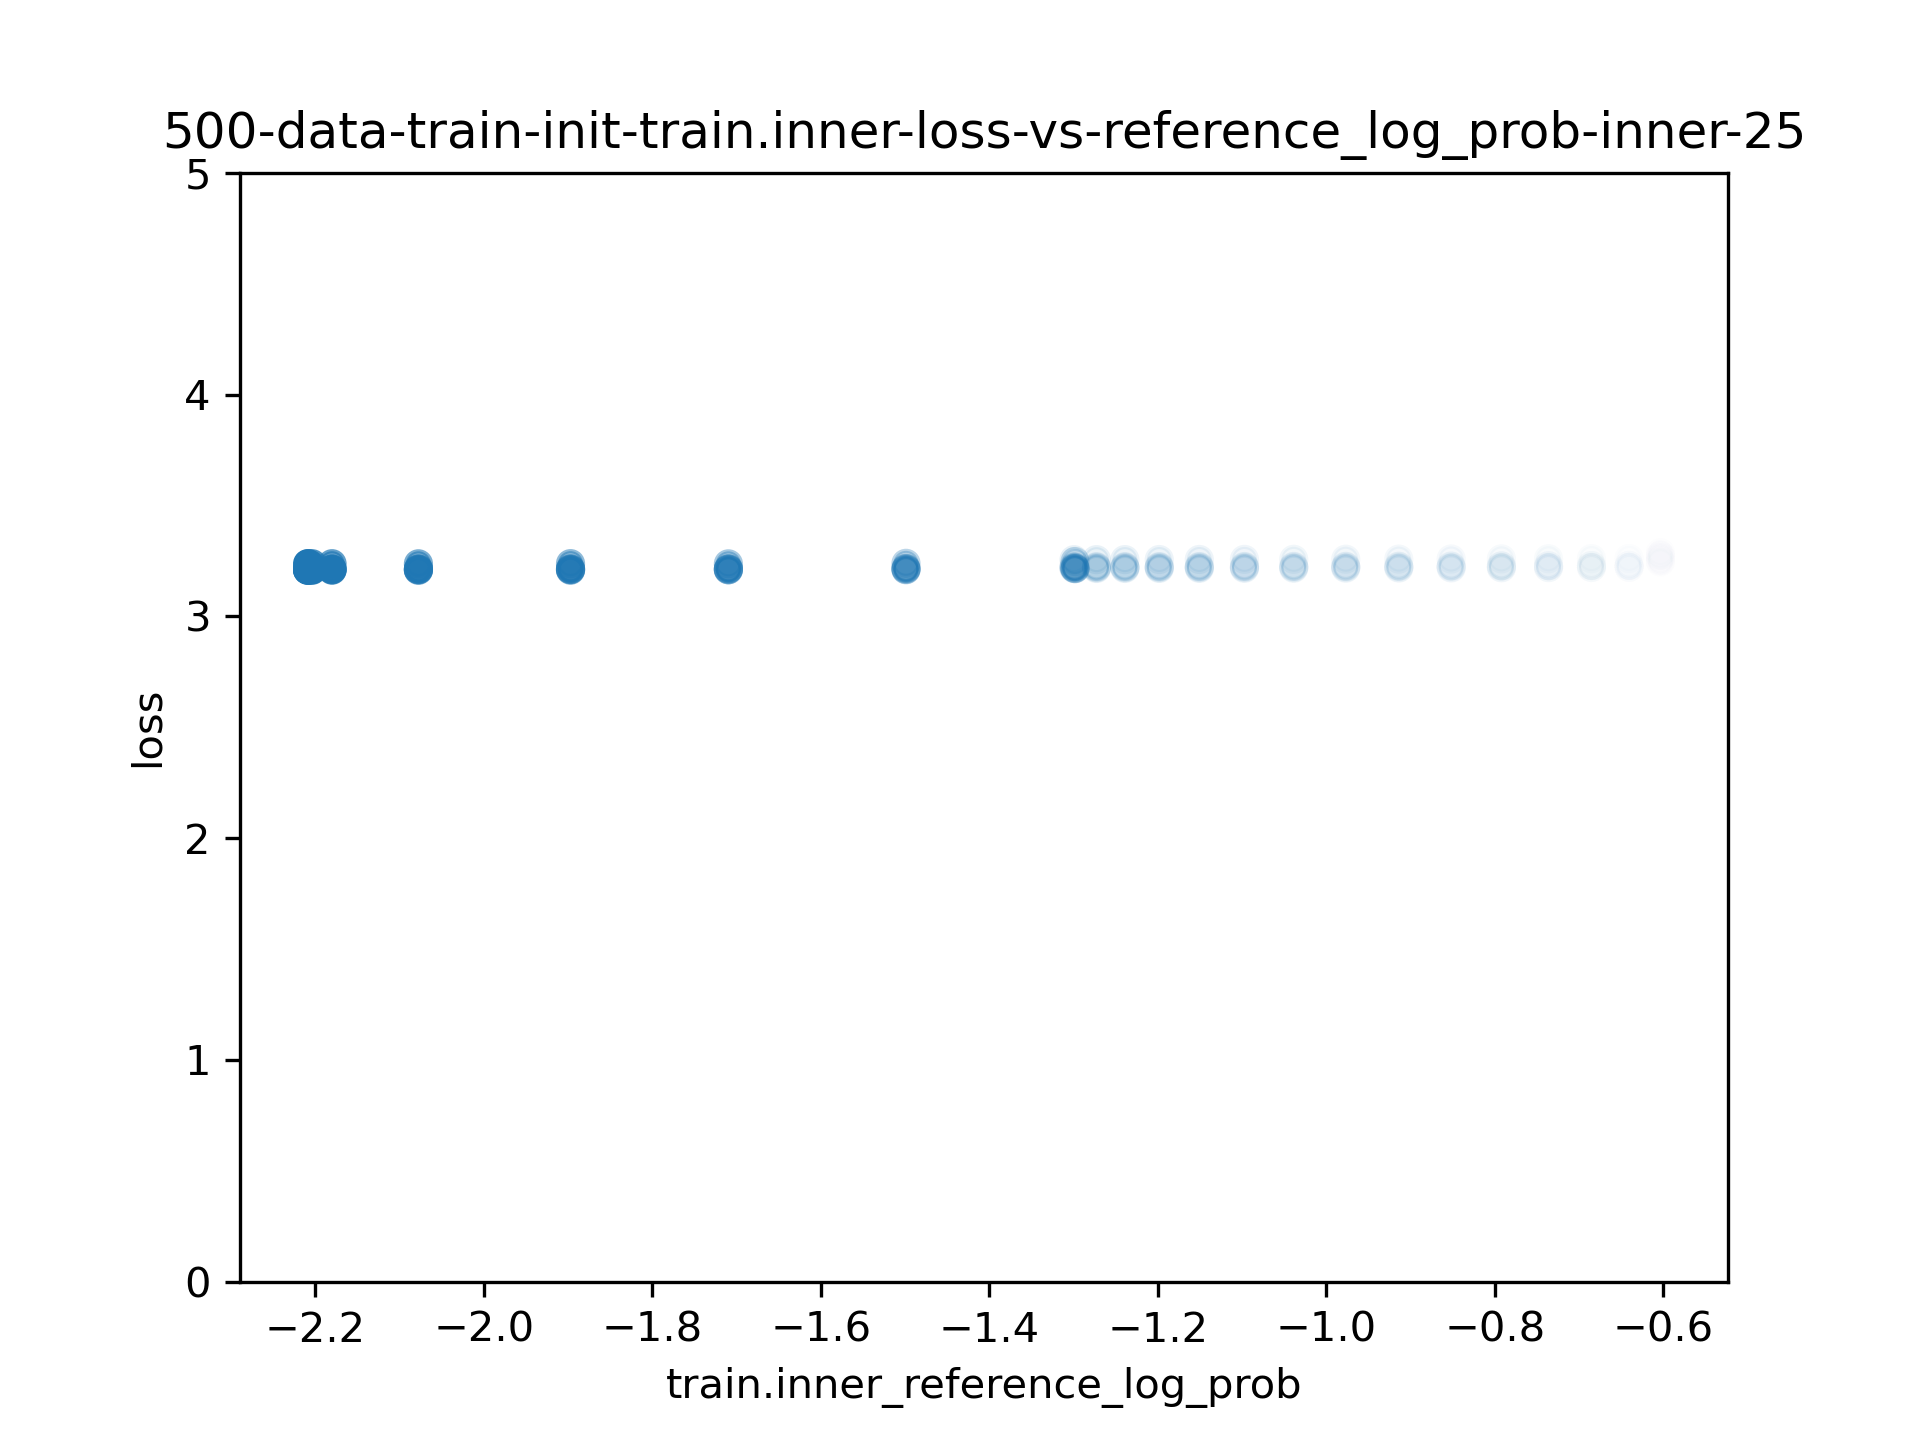 500-data-train-init-train.inner-loss-vs-reference_log_prob-inner-25
5
4
3
2
1
0
loss
−2.2 −2.0 −1.8 −1.6 −1.4 −1.2 −1.0 −0.8 −0.6
train.inner_reference_log_prob